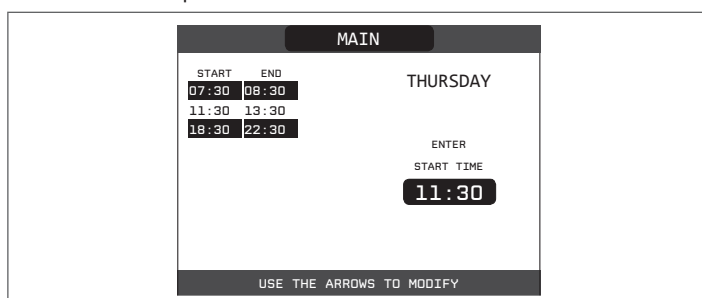 MAIN
START END
07:30 08:30
11:30 13:30
18:30 22:30
THURSDAY
ENTER
START TIME
11:30
USE THE ARROWS TO MODIFY